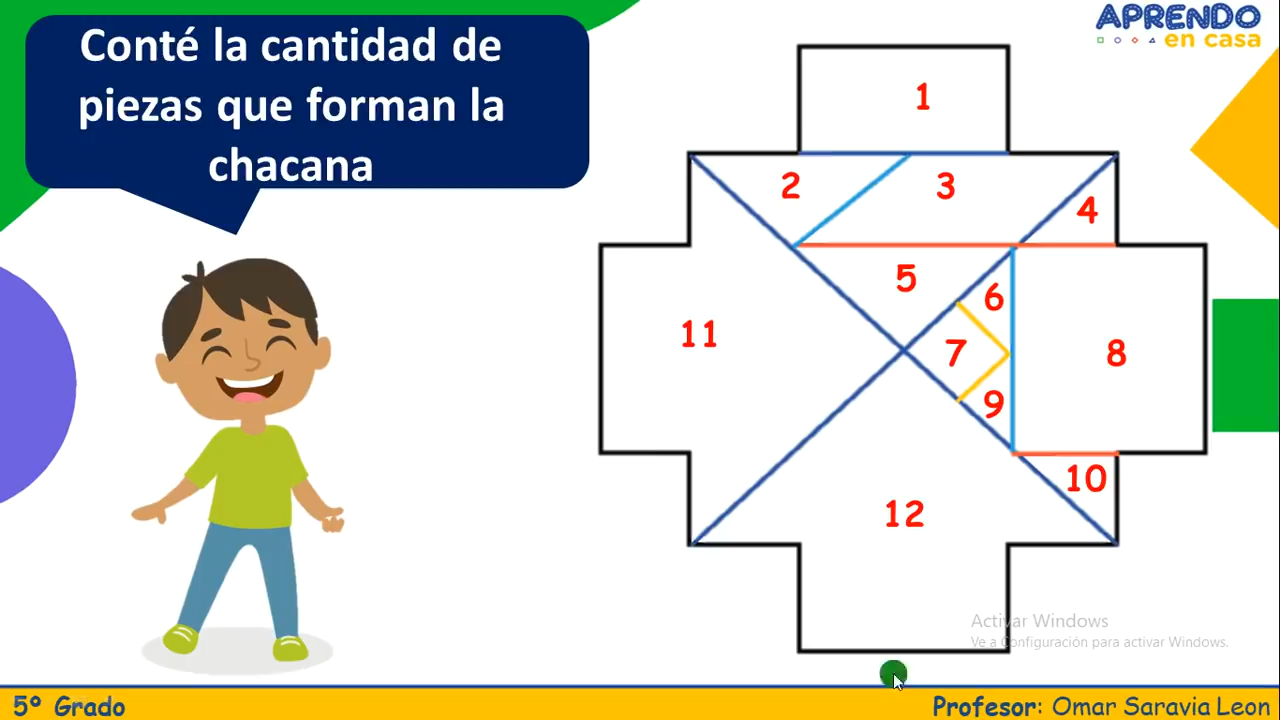 Conté la cantidad de
piezas que forman la
chacana
APRENDO
en casa
1
2
3
4
5
6
7
8
9
10
11
12
Activar Windows
Ve a Configuración para activar Windows.
5º Grado
Profesor: Omar Saravia Leon